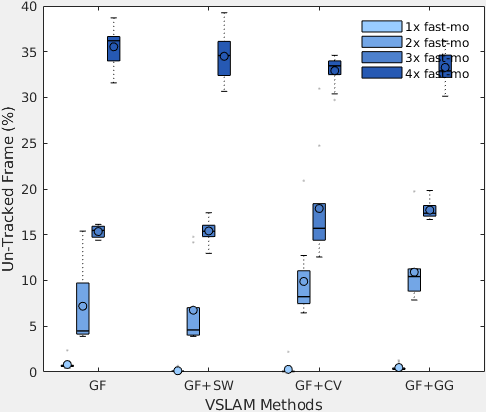 40
35
30
25
20
15
10
5
0
Un-Tracked Frame (%)
1x fast-mo
2x fast-mo
3x fast-mo
4x fast-mo
GF
GF+SW
GF+CV
GF+GG
VSLAM Methods